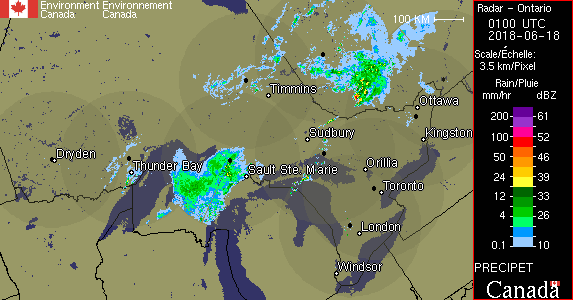 Environment Environnement
Canada Canada
100 KM
Timmins
Ottawa
Sudbury
Kingston
Dryden
Thunder Bay
Sault Ste. Marie
Orillia
Toronto
London
Windsor
Radar - Ontario
0100 UTC
2018-06-18
Scale/Échelle:
3.5 km/Pixel
Rain/Pluie
mm/hr dBZ
200 61
100 52
50 46
24 39
12 33
4 26
0.1 10
PRECIPET
Canada